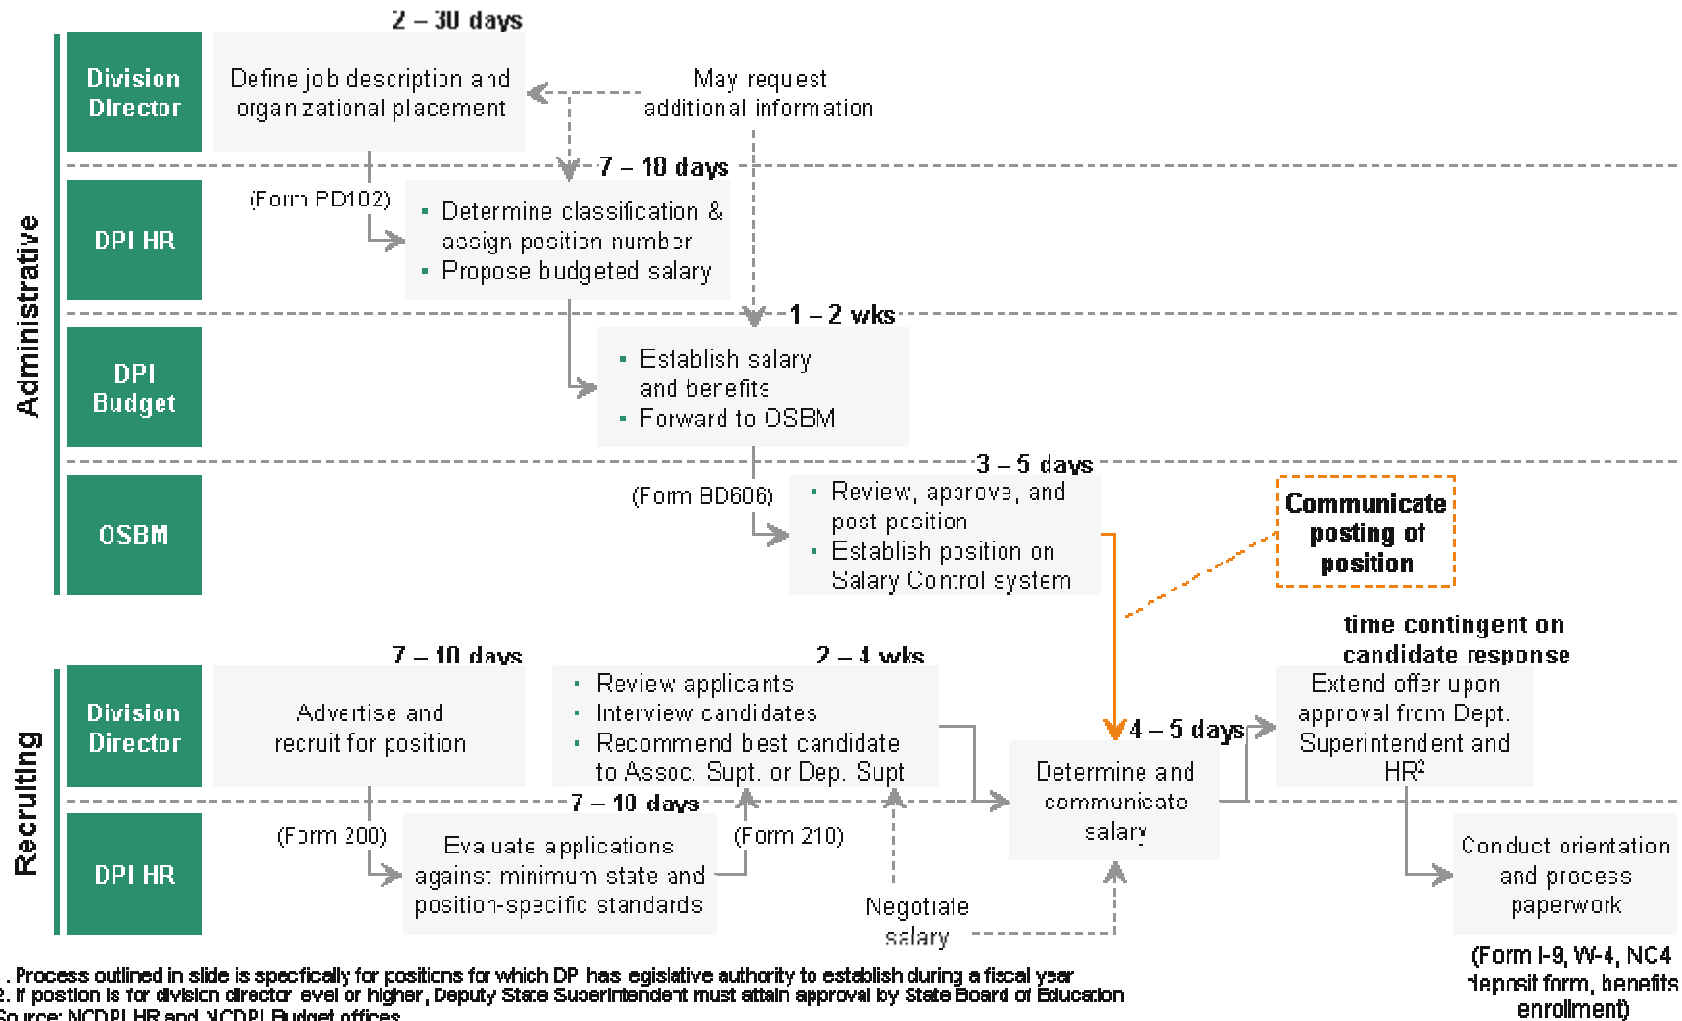 2 – 30 days
Administrative
Division
Director
Define job description and
organizational placement
May request
additional information
7 – 10 days
(Form PD102)
DPI HR
Determine classification &
assign position number
Propose budgeted salary
1 – 2 wks
DPI
Budget
Establish salary
and benefits
Forward to OSBM
3 – 5 days
(Form BD606)
OSBM
Review, approve, and
post position
Establish position on
Salary Control system
Communicate
posting of
position
time contingent on
candidate response
Recruiting
7 – 10 days
2 – 4 wks
Division
Director
Advertise and
recruit for position
Review applicants
Interview candidates
Recommend best candidate
to Assoc. Supt. or Dep. Supt
4 – 5 days
Determine and
communicate
salary
Extend offer upon
approval from Dept.
Superintendent and
HR²
7 – 10 days
(Form 200)
(Form 210)
DPI HR
Evaluate applications
against minimum state and
position-specific standards
Negotiate
salary
Conduct orientation
and process
paperwork
(Form I-9, W-4, NC4
deposit form, benefits
enrollment)
. Process outlined in slide is specifically for positions for which DPI has legislative authority to establish during a fiscal year
2. If position is for division director level or higher, Deputy State Superintendent must attain approval by State Board of Education
Source: NCDPI HR and NCDPI Budget offices